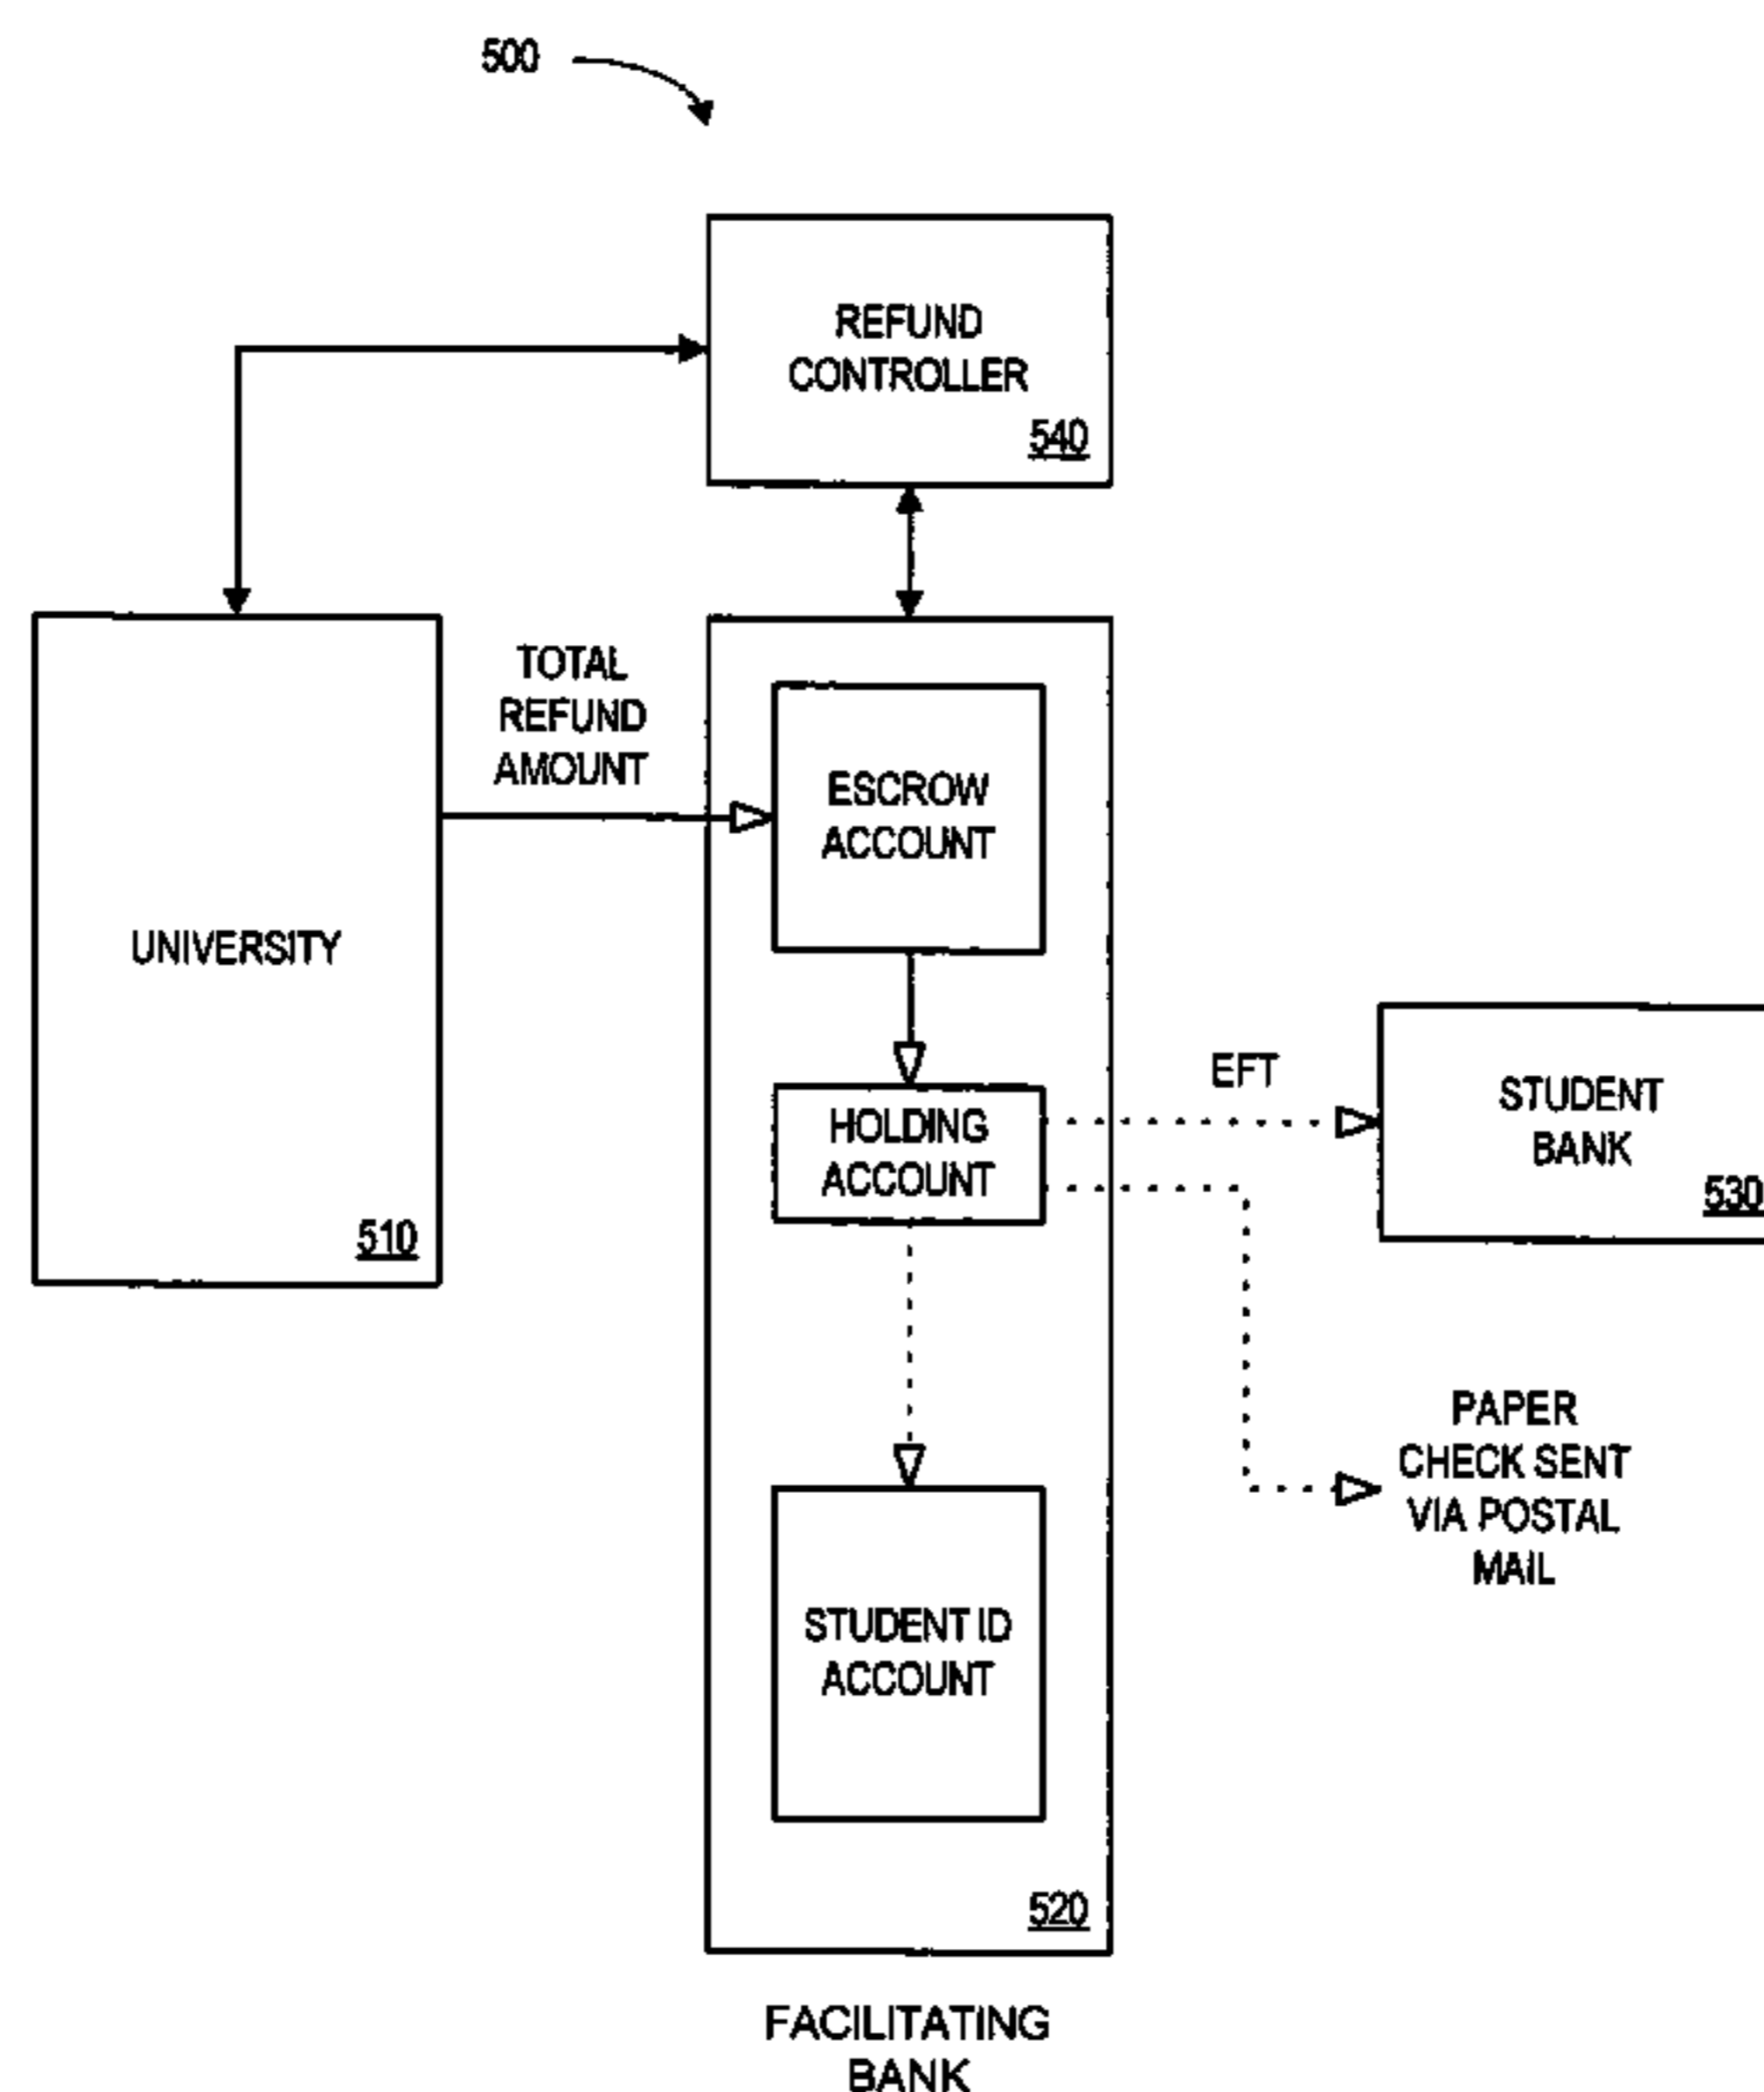 500
REFUND
CONTROLLER
540
TOTAL
REFUND
AMOUNT
ESCROW
ACCOUNT
UNIVERSITY
510
HOLDING
ACCOUNT
EFT
STUDENT
BANK
530
PAPER
CHECK SENT
VIA POSTAL
MAIL
STUDENT ID
ACCOUNT
520
FACILITATING
BANK